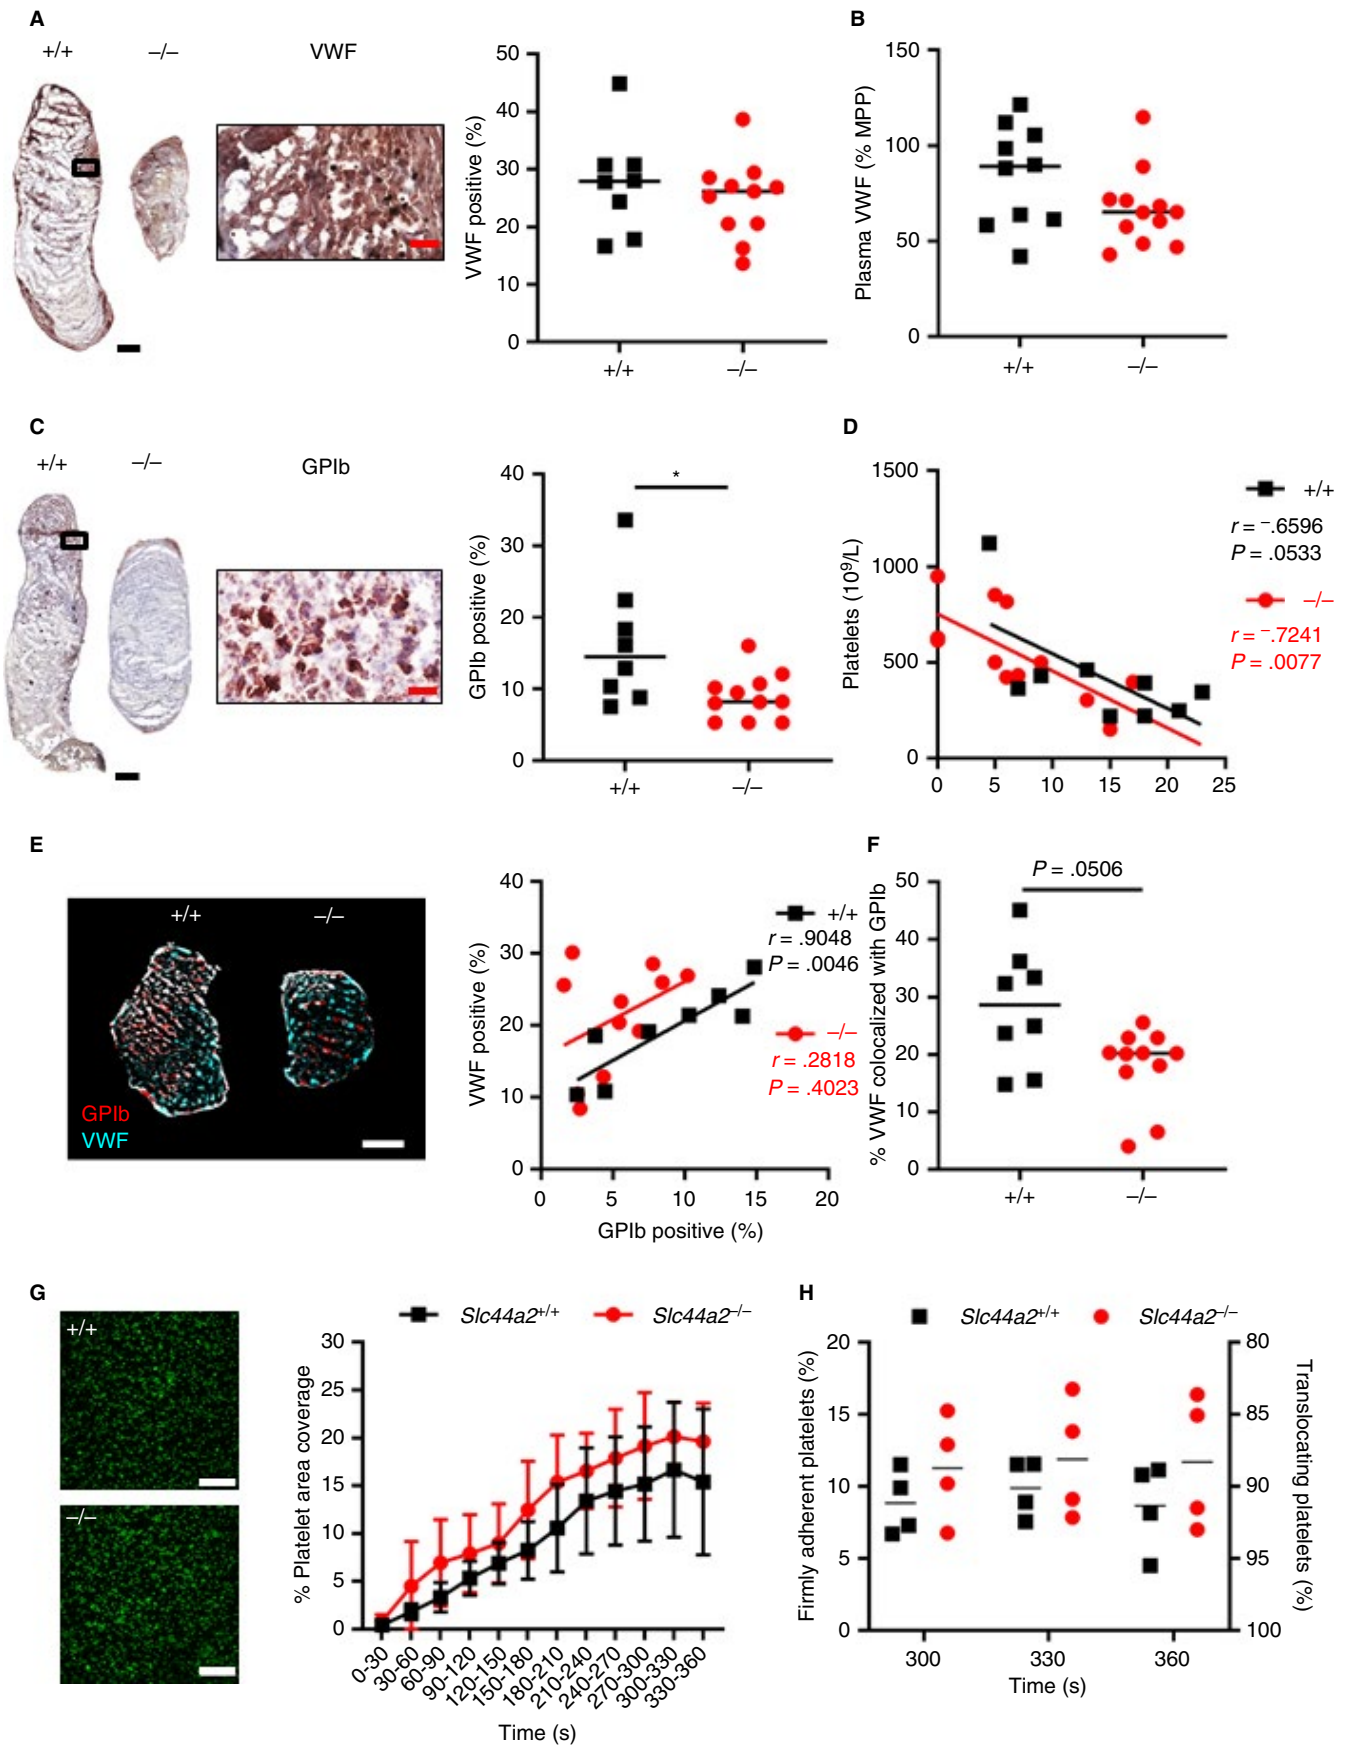 A
+/+
–/–
VWF
VWF positive (%)
50
40
30
20
10
0
+/+
–/–
B
Plasma VWF (% MPP)
150
100
50
0
+/+
–/–
C
+/+
–/–
GPIb
GPIb positive (%)
40
30
20
10
0
*
+/+
–/–
D
Platelets (10⁹/L)
1500
1000
500
0
0 5 10 15 20 25
+/+
r = ⁻.6596
P = .0533
–/–
r = ⁻.7241
P = .0077
E
+/+
–/–
GPIb
VWF
VWF positive (%)
40
30
20
10
0
0 5 10 15 20
GPIb positive (%)
+/+
r = .9048
P = .0046
–/–
r = .2818
P = .4023
F
% VWF colocalized with GPIb
P = .0506
50
40
30
20
10
0
+/+
–/–
G
+/+
–/–
Slc44a2⁺/⁺
Slc44a2⁻/⁻
% Platelet area coverage
30
25
20
15
10
5
0
0-30
30-60
60-90
90-120
120-150
150-180
180-210
210-240
240-270
270-300
300-330
330-360
Time (s)
H
Slc44a2⁺/⁺
Slc44a2⁻/⁻
Firmly adherent platelets (%)
20
15
10
5
0
80
85
90
95
100
Translocating platelets (%)
300 330 360
Time (s)